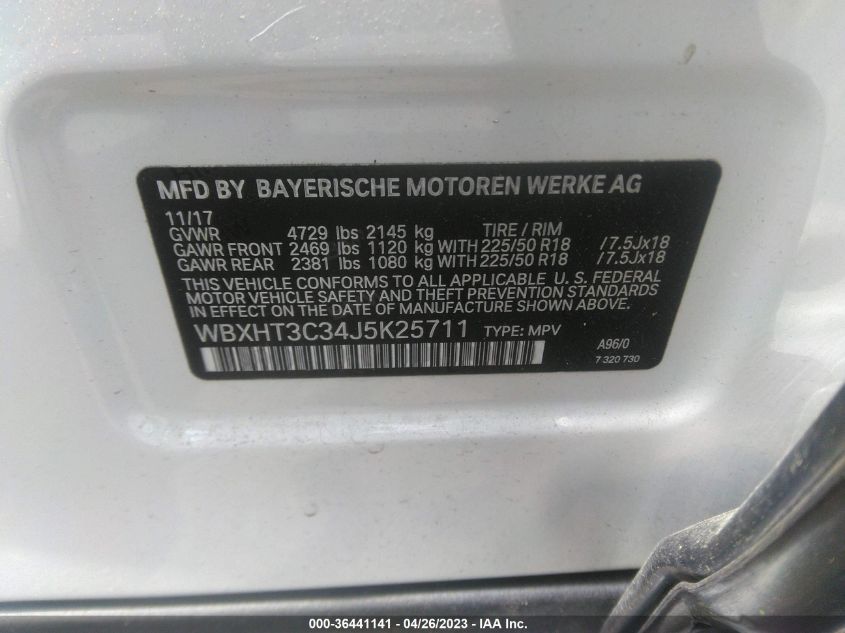 MFD BY BAYERISCHE MOTOREN WERKE AG
11/17
GVWR 4729 lbs 2145 kg TIRE / RIM
GAWR FRONT 2469 lbs 1120 kg WITH 225/50 R18 / 7.5Jx18
GAWR REAR 2381 lbs 1080 kg WITH 225/50 R18 / 7.5Jx18
THIS VEHICLE CONFORMS TO ALL APPLICABLE U. S. FEDERAL
MOTOR VEHICLE SAFETY AND THEFT PREVENTION STANDARDS
IN EFFECT ON THE DATE OF MANUFACTURE SHOWN ABOVE.
WBXHT3C34J5K25711 TYPE: MPV
A96/0
7 320 730
000-36441141 / 04/26/2023 / IAA Inc.